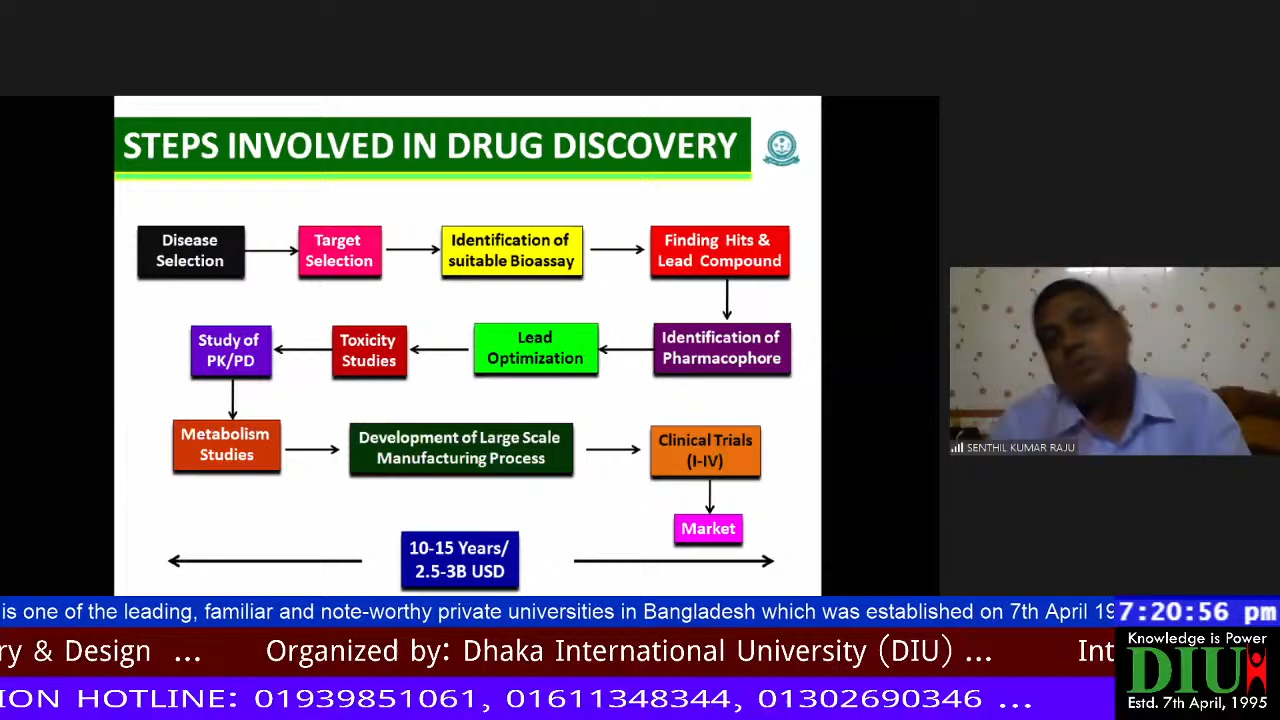 STEPS INVOLVED IN DRUG DISCOVERY
Disease
Selection
Target
Selection
Identification of
suitable Bioassay
Finding Hits &
Lead Compound
Identification of
Pharmacophore
Lead
Optimization
Toxicity
Studies
Study of
PK/PD
Metabolism
Studies
Development of Large Scale
Manufacturing Process
Clinical Trials
(I-IV)
Market
10-15 Years/
2.5-3B USD
SENTHIL KUMAR RAJU
is one of the leading, familiar and note-worthy private universities in Bangladesh which was established on 7th April 19
7:20:56 pm
ry & Design ... Organized by: Dhaka International University (DIU) ... Int
ION HOTLINE: 01939851061, 01611348344, 01302690346 ...
Knowledge is Power
DIU
Estd. 7th April, 1995